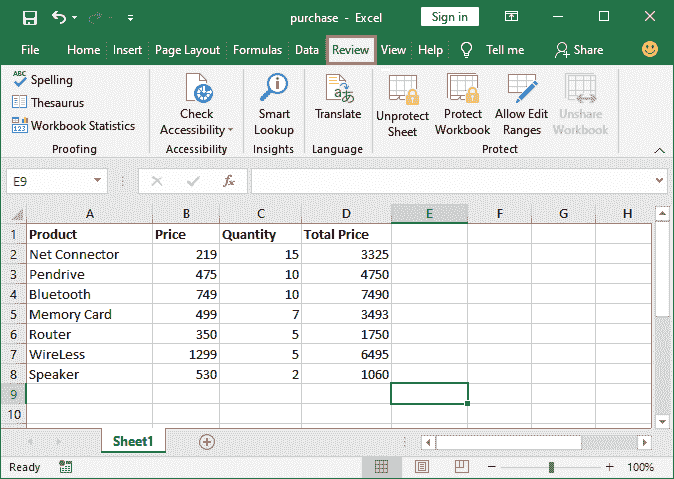 purchase - Excel
Sign in
File Home Insert Page Layout Formulas Data Review View Help Tell me Share
ABC
Spelling
Thesaurus
123
Workbook Statistics
Proofing
Check
Accessibility
Accessibility
Smart
Lookup
Insights
a
Translate
Language
Unprotect
Sheet
Protect
Workbook
Allow Edit
Ranges
Unshare
Workbook
Protect
E9
fx
A B C D E F G H
1 Product Price Quantity Total Price
2 Net Connector 219 15 3325
3 Pendrive 475 10 4750
4 Bluetooth 749 10 7490
5 Memory Card 499 7 3493
6 Router 350 5 1750
7 WireLess 1299 5 6495
8 Speaker 530 2 1060
9
10
Sheet1
Ready
100%